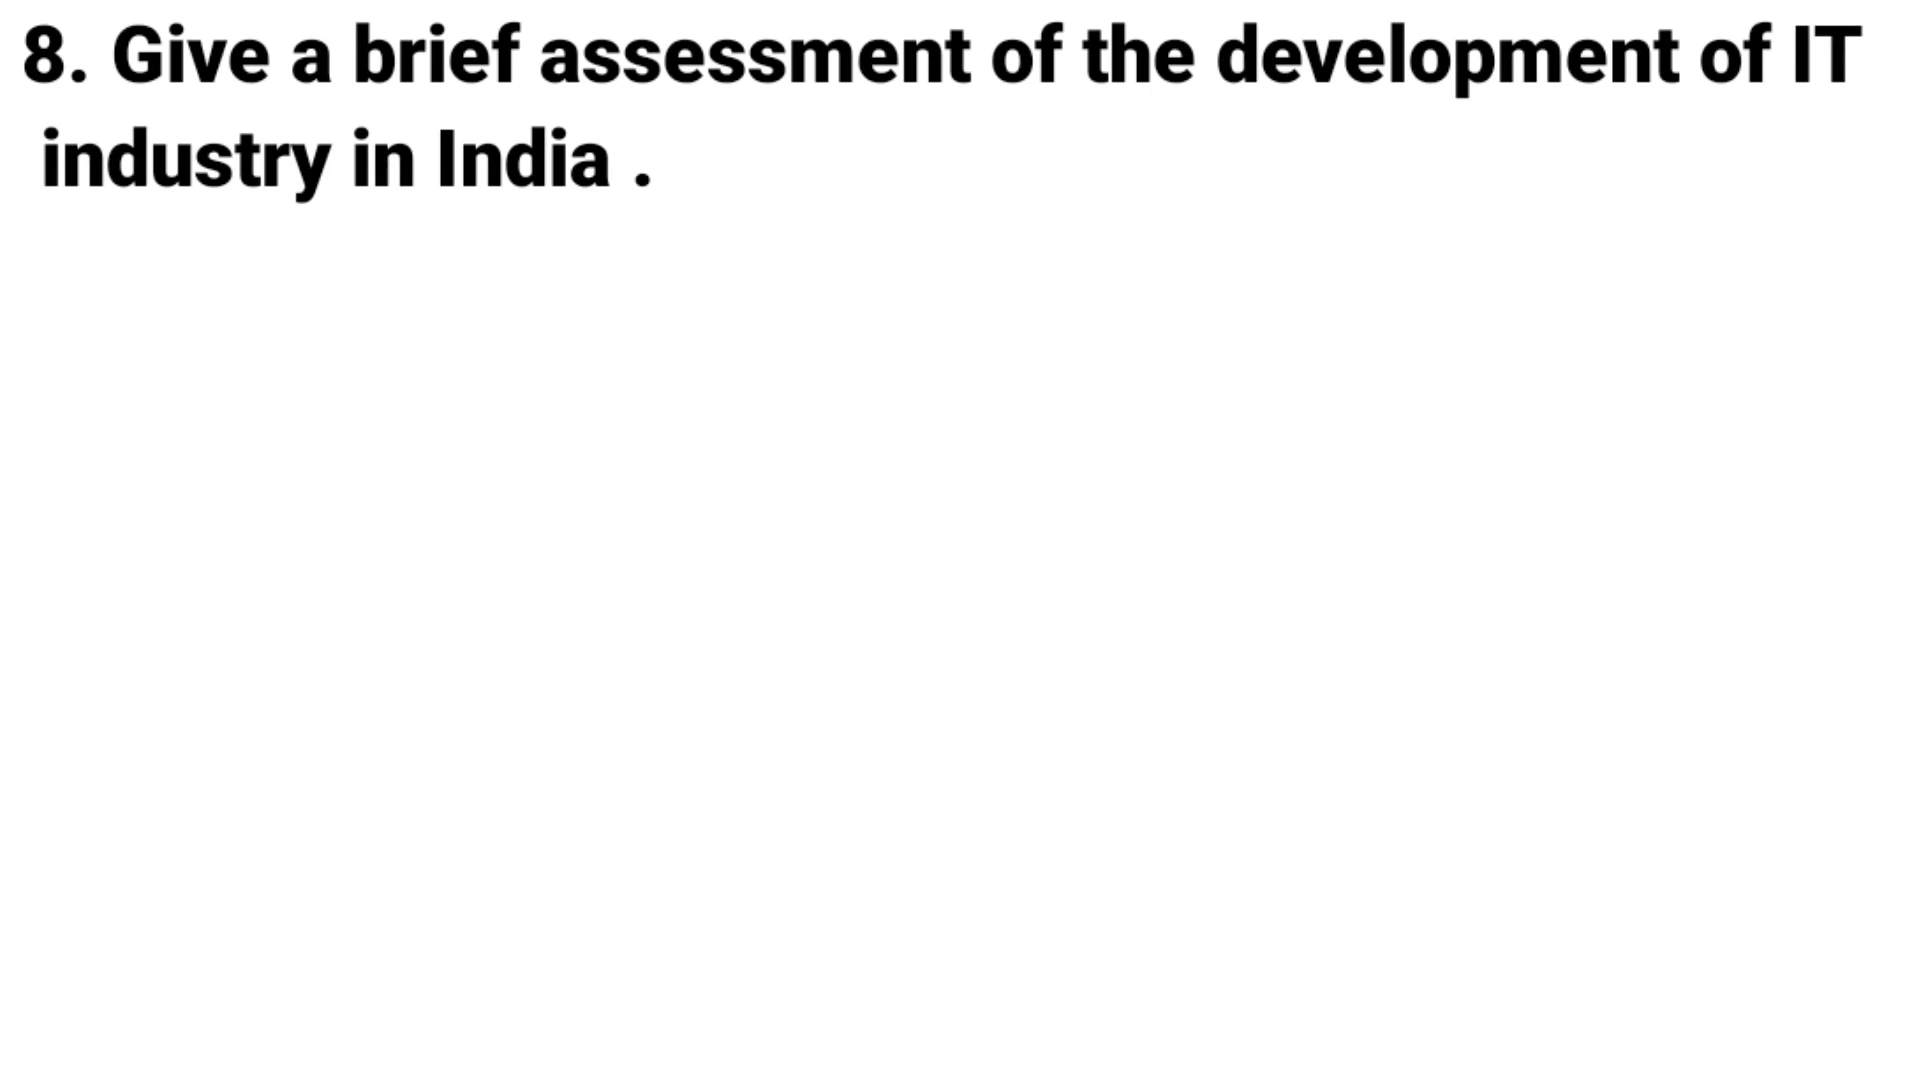 8. Give a brief assessment of the development of IT
industry in India .